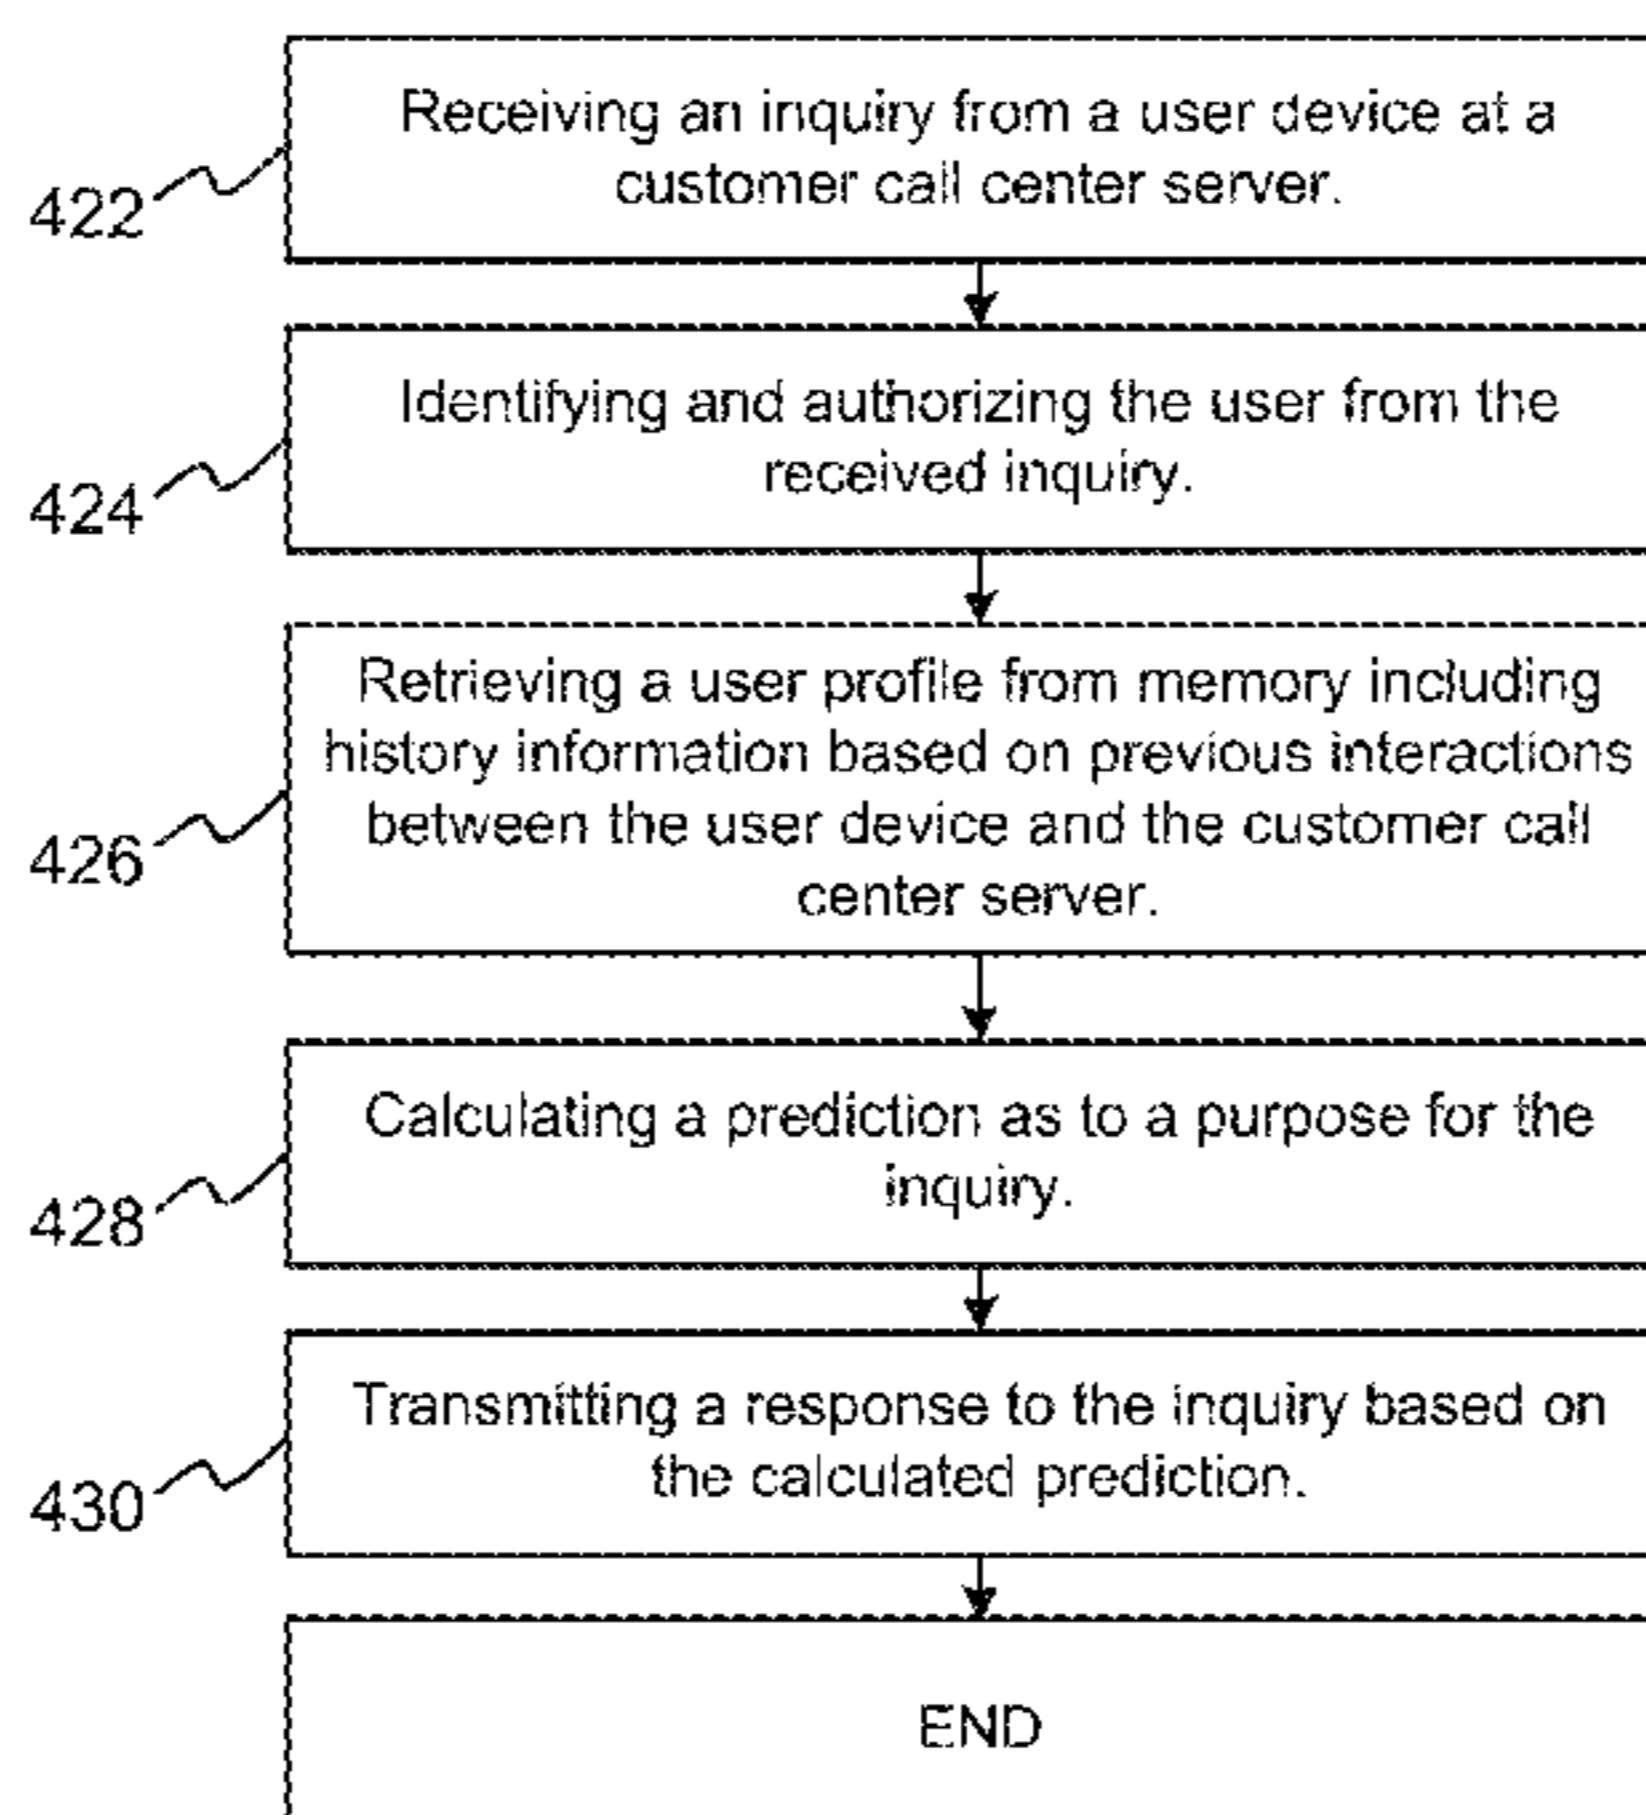 Receiving an inquiry from a user device at a
customer call center server.
422
Identifying and authorizing the user from the
received inquiry.
424
Retrieving a user profile from memory including
history information based on previous interactions
between the user device and the customer call
center server.
426
Calculating a prediction as to a purpose for the
inquiry.
428
Transmitting a response to the inquiry based on
the calculated prediction.
430
END